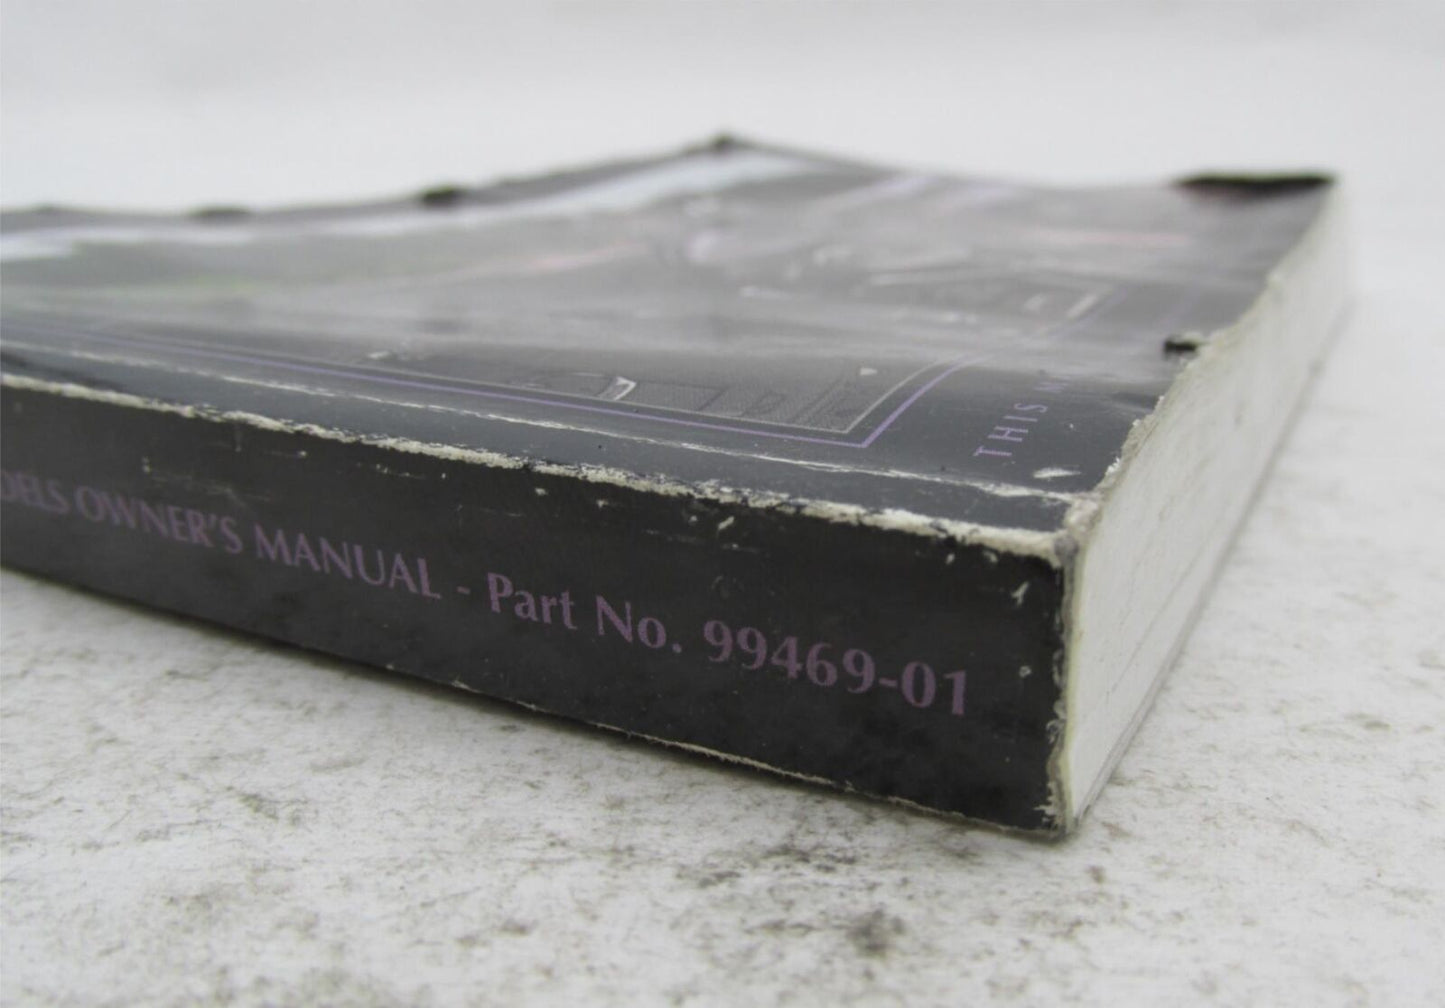 DELS OWNER'S MANUAL - Part No. 99469-01
THIS M